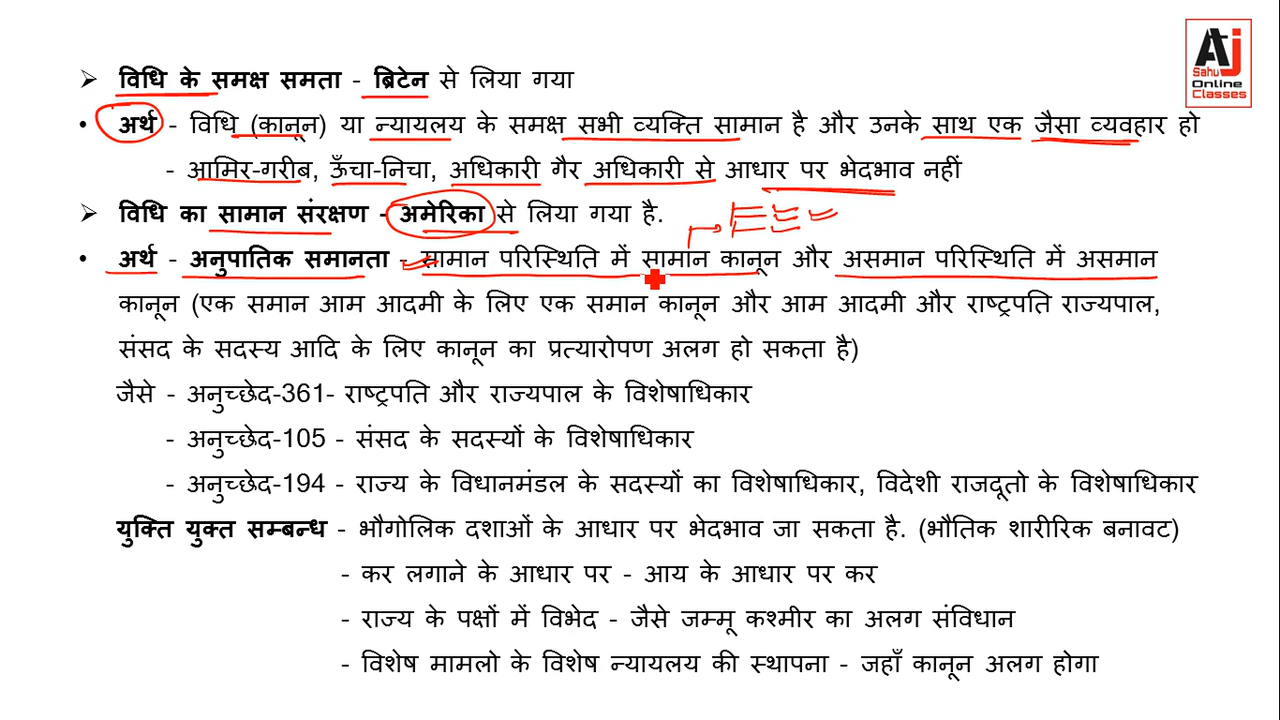 AJ
Sahu
Online
Classes
➢ विधि के समक्ष समता - ब्रिटेन से लिया गया
• अर्थ - विधि (कानून) या न्यायलय के समक्ष सभी व्यक्ति सामान है और उनके साथ एक जैसा व्यवहार हो
- आमिर-गरीब, ऊँचा-निचा, अधिकारी गैर अधिकारी से आधार पर भेदभाव नहीं
➢ विधि का सामान संरक्षण - अमेरिका से लिया गया है.
• अर्थ - अनुपातिक समानता - सामान परिस्थिति में सामान कानून और असमान परिस्थिति में असमान
कानून (एक समान आम आदमी के लिए एक समान कानून और आम आदमी और राष्ट्रपति राज्यपाल,
संसद के सदस्य आदि के लिए कानून का प्रत्यारोपण अलग हो सकता है)
जैसे - अनुच्छेद-361- राष्ट्रपति और राज्यपाल के विशेषाधिकार
- अनुच्छेद-105 - संसद के सदस्यों के विशेषाधिकार
- अनुच्छेद-194 - राज्य के विधानमंडल के सदस्यों का विशेषाधिकार, विदेशी राजदूतो के विशेषाधिकार
युक्ति युक्त सम्बन्ध - भौगोलिक दशाओं के आधार पर भेदभाव जा सकता है. (भौतिक शारीरिक बनावट)
- कर लगाने के आधार पर - आय के आधार पर कर
- राज्य के पक्षों में विभेद - जैसे जम्मू कश्मीर का अलग संविधान
- विशेष मामलो के विशेष न्यायलय की स्थापना - जहाँ कानून अलग होगा